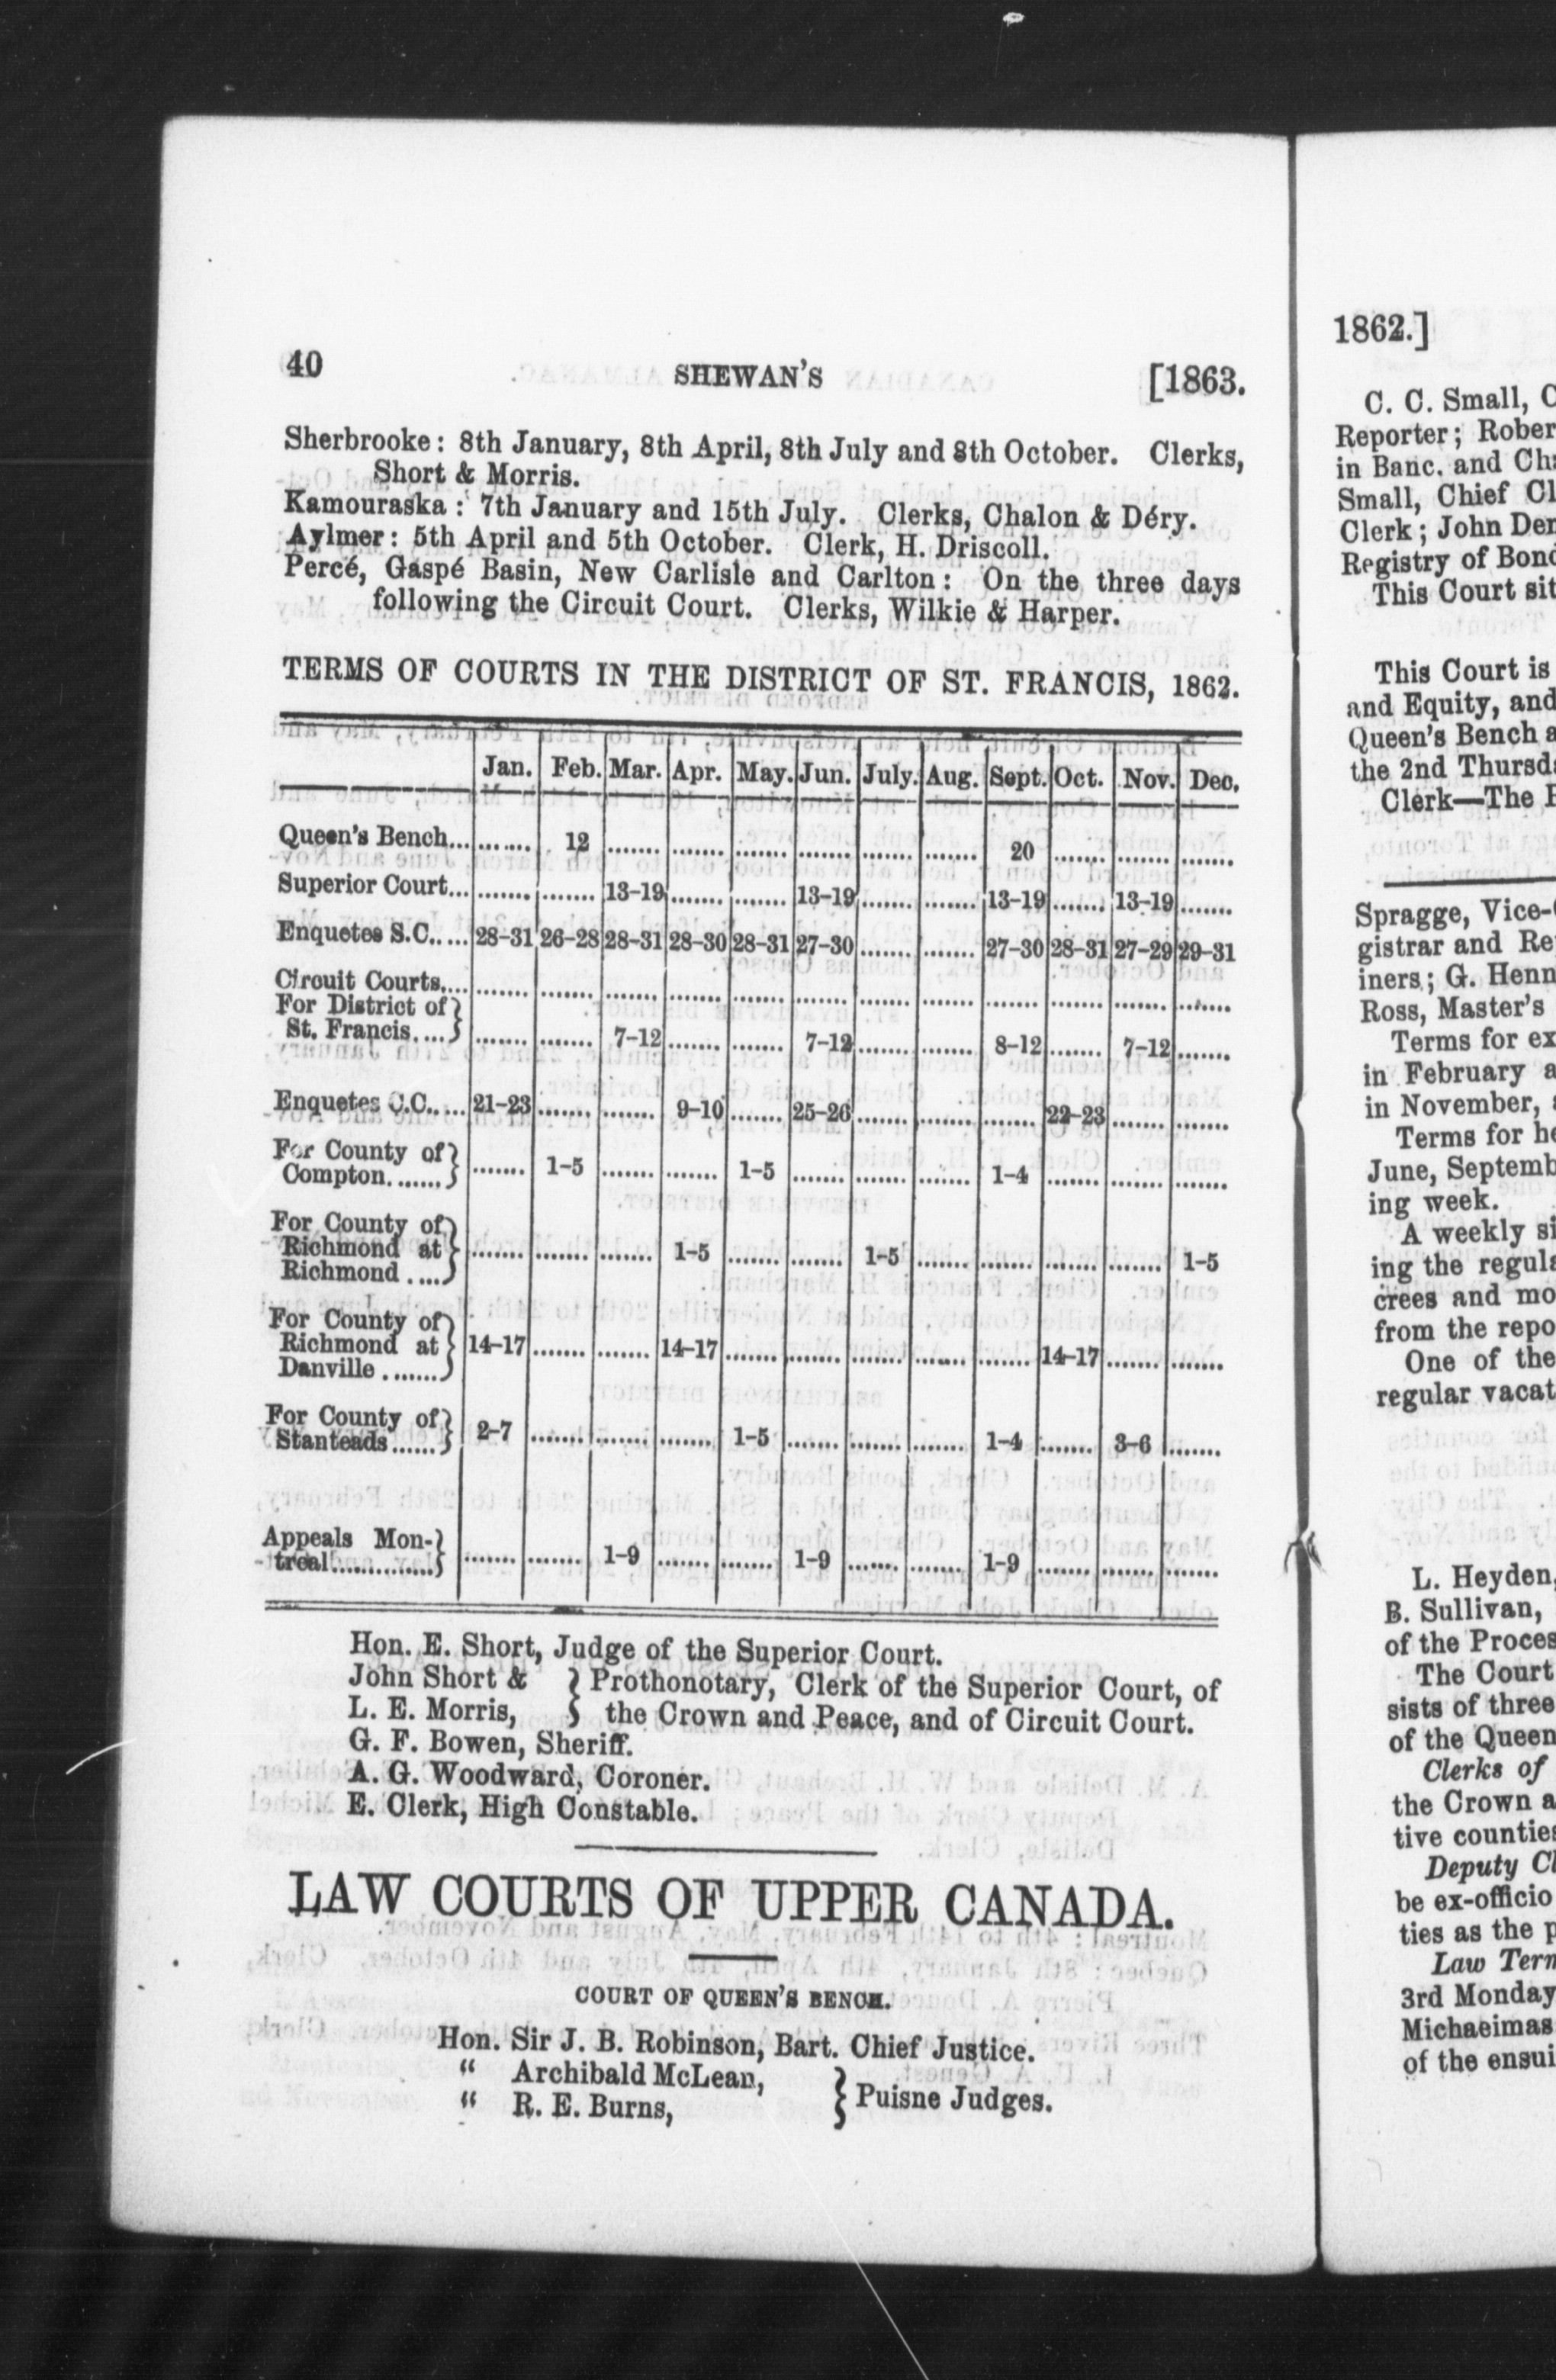 40 SHEWAN'S [1863.
Sherbrooke: 8th January, 8th April, 8th July and 8th October. Clerks,
Short & Morris.
Kamouraska: 7th January and 15th July. Clerks, Chalon & Déry.
Aylmer: 5th April and 5th October. Clerk, H. Driscoll.
Percé, Gaspé Basin, New Carlisle and Carlton: On the three days
following the Circuit Court. Clerks, Wilkie & Harper.
TERMS OF COURTS IN THE DISTRICT OF ST. FRANCIS, 1862.
Jan. Feb. Mar. Apr. May. Jun. July. Aug. Sept. Oct. Nov. Dec.
Queen's Bench... ....... 12 ....... ....... ....... ....... ....... ....... 20 ....... ....... .......
Superior Court... ....... ....... 13-19 ....... ....... 13-19 ....... ....... 13-19 ....... 13-19 .......
Enquetes S.C..... 28-31 26-28 28-31 28-30 28-31 27-30 ....... ....... 27-30 28-31 27-29 29-31
Circuit Courts.... ....... ....... ....... ....... ....... ....... ....... ....... ....... ....... ....... .......
For District of
St. Francis.... } ....... ....... 7-12 ....... ....... 7-12 ....... ....... 8-12 ....... 7-12 .......
Enquetes C.C..... 21-23 ....... ....... 9-10 ....... 25-26 ....... ....... ....... 22-23 ....... .......
For County of
Compton........ } ....... 1-5 ....... ....... 1-5 ....... ....... ....... 1-4 ....... ....... .......
For County of
Richmond at
Richmond ..... } ....... ....... ....... 1-5 ....... ....... 1-5 ....... ....... ....... ....... 1-5
For County of
Richmond at
Danville ........ } 14-17 ....... ....... 14-17 ....... ....... ....... ....... ....... 14-17 ....... .......
For County of
Stanteads...... } 2-7 ....... ....... ....... 1-5 ....... ....... ....... 1-4 ....... 3-6 .......
Appeals Mon-
treal.............. } ....... ....... 1-9 ....... ....... 1-9 ....... ....... 1-9 ....... ....... .......
Hon. E. Short, Judge of the Superior Court.
John Short & } Prothonotary, Clerk of the Superior Court, of
L. E. Morris, } the Crown and Peace, and of Circuit Court.
G. F. Bowen, Sheriff.
A. G. Woodward, Coroner.
E. Clerk, High Constable.
LAW COURTS OF UPPER CANADA.
COURT OF QUEEN'S BENCH.
Hon. Sir J. B. Robinson, Bart. Chief Justice.
" Archibald McLean, } Puisne Judges.
" R. E. Burns,
1862.]
C. C. Small, C
Reporter; Rober
in Banc. and Cha
Small, Chief Cl
Clerk; John Den
Registry of Bond
This Court sit
This Court is
and Equity, and
Queen's Bench a
the 2nd Thursda
Clerk—The
Spragge, Vice-
gistrar and Re
iners; G. Henn
Ross, Master's
Terms for ex
in February a
in November,
Terms for he
June, Septemb
ing week.
A weekly si
ing the regula
crees and mo
from the repo
One of the
regular vacat
L. Heyden,
B. Sullivan,
of the Proces
The Court
sists of three
of the Queen
Clerks of
the Crown a
tive counties
Deputy Cl
be ex-officio
ties as the p
Law Term
3rd Monday
Michaeimas
of the ensui